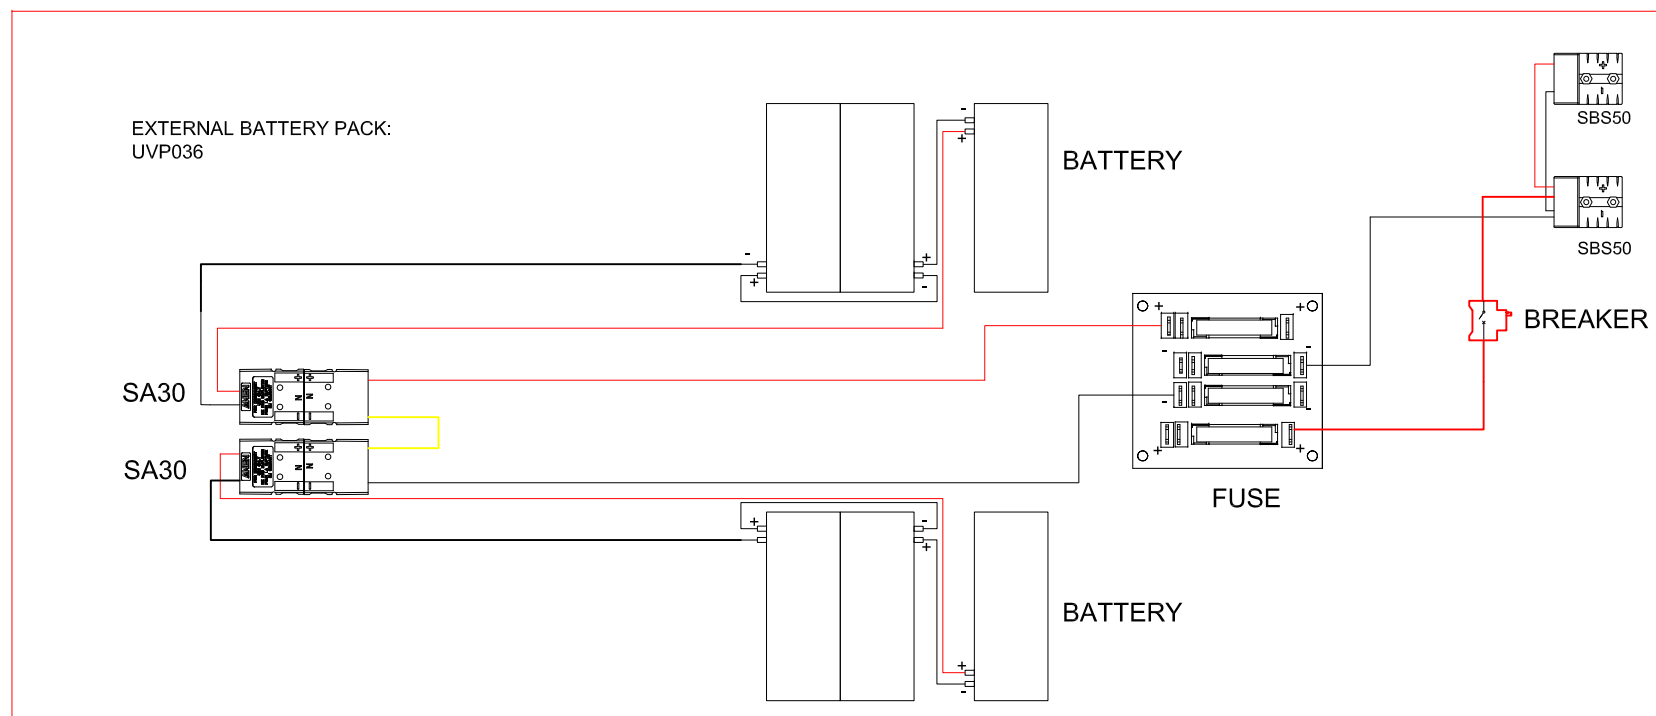 EXTERNAL BATTERY PACK:
UVP036
SBS50
BATTERY
SBS50
BREAKER
SA30
SA30
FUSE
BATTERY